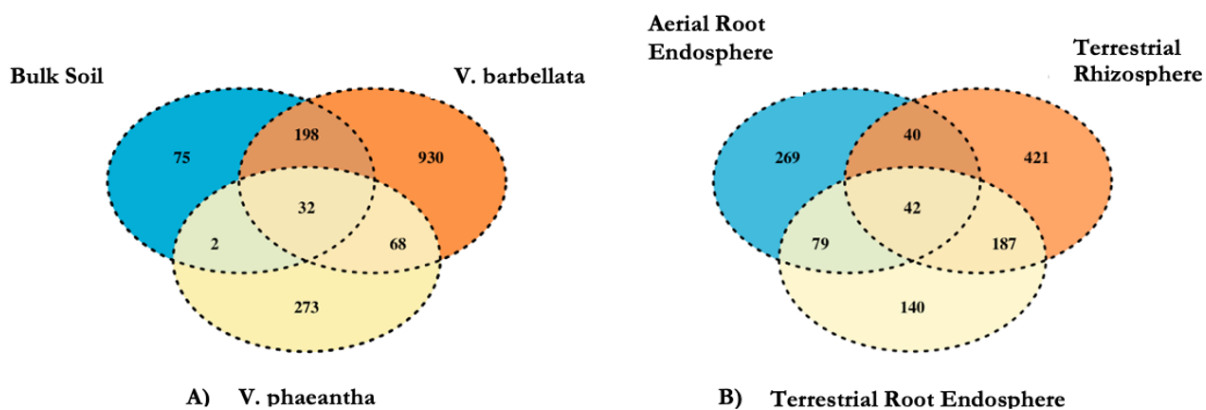 Bulk Soil
V. barbellata
75
198
930
32
2
68
273
A) V. phaeantha
Aerial Root
Endosphere
Terrestrial
Rhizosphere
269
40
421
42
79
187
140
B) Terrestrial Root Endosphere